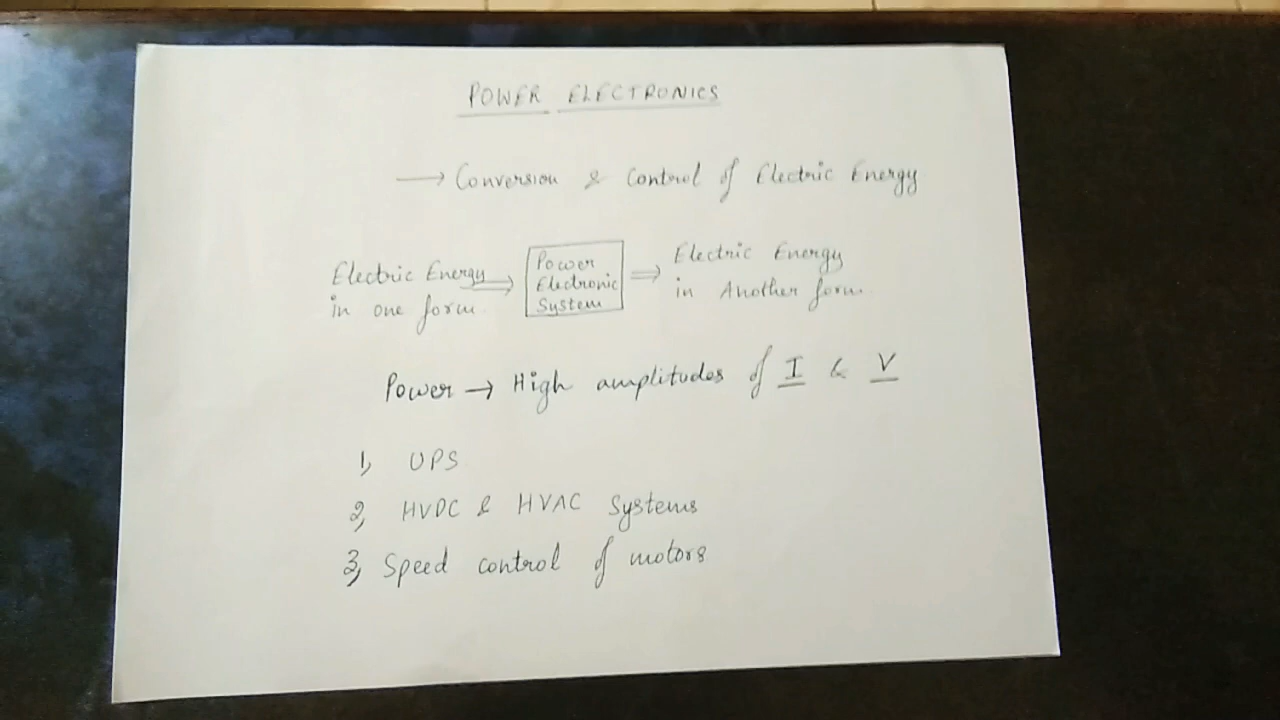 POWER ELECTRONICS
→ Conversion & Control of Electric Energy
Electric Energy
in one form
⇒
Power
Electronic
System
⇒
Electric Energy
in Another form
Power → High amplitudes of I & V
1, UPS
2, HVDC & HVAC Systems
3, Speed control of motors